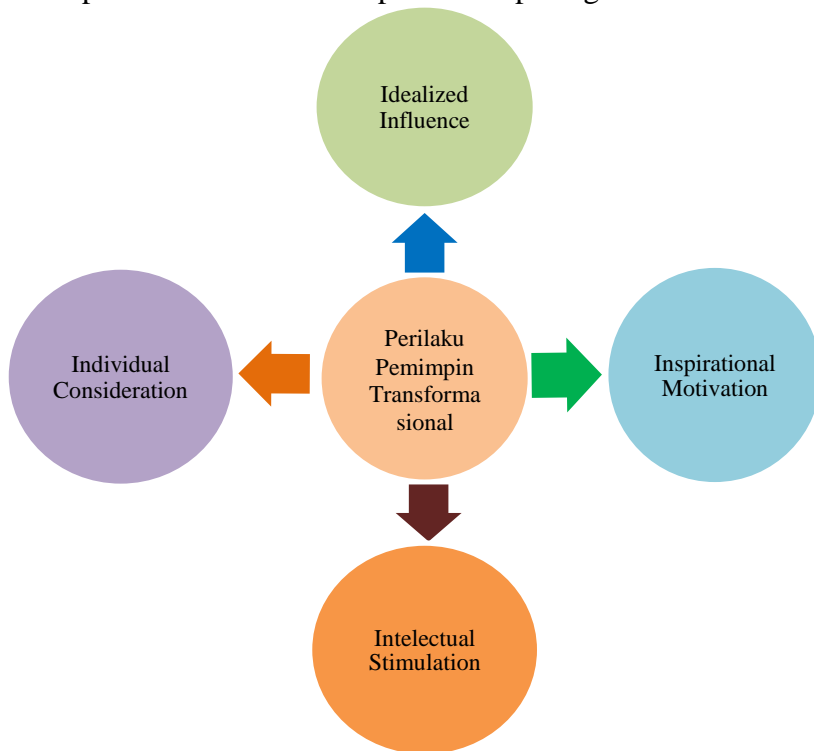 Idealized
Influence
Individual
Consideration
Perilaku
Pemimpin
Transforma
sional
Inspirational
Motivation
Intelectual
Stimulation